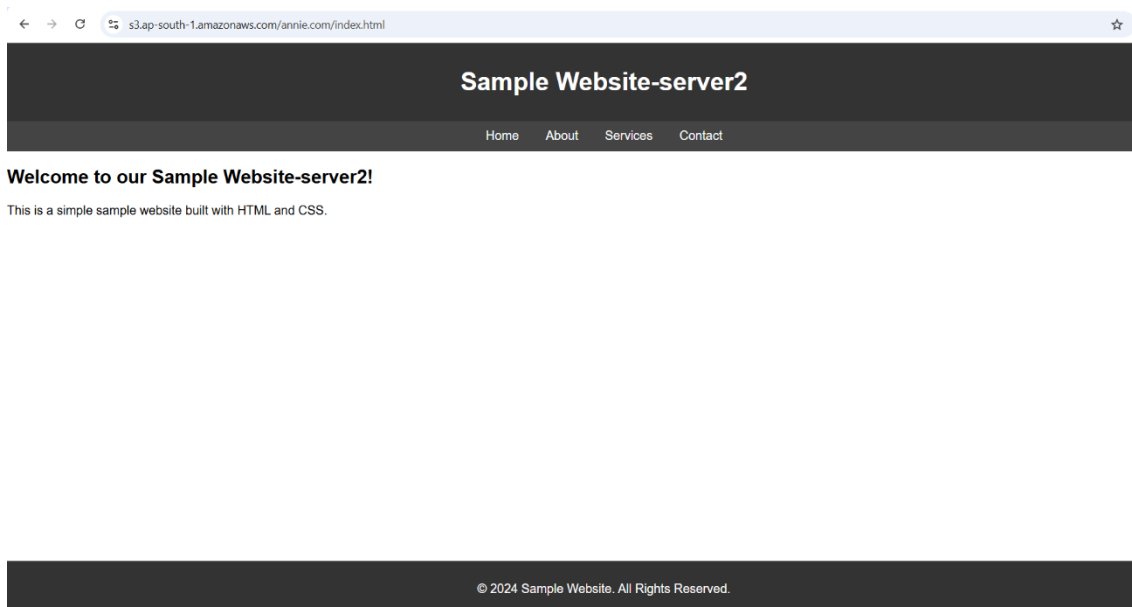 s3.ap-south-1.amazonaws.com/annie.com/index.html
Sample Website-server2
Home About Services Contact
Welcome to our Sample Website-server2!
This is a simple sample website built with HTML and CSS.
© 2024 Sample Website. All Rights Reserved.